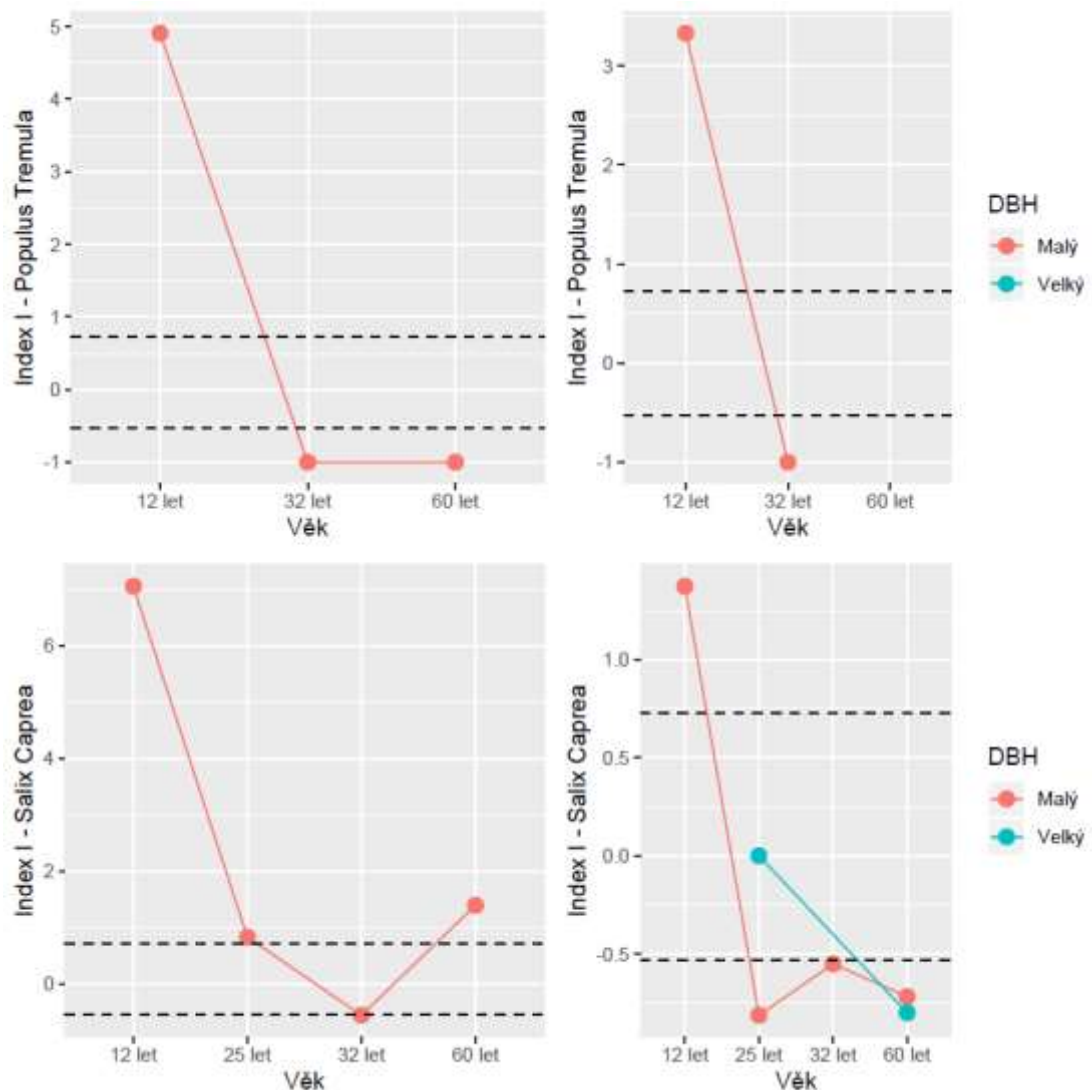 Index I - Populus Tremula
5
4
3
2
1
0
-1
12 let 32 let 60 let
Věk
Index I - Populus Tremula
3
2
1
0
-1
12 let 32 let 60 let
Věk
DBH
Malý
Velký
Index I - Salix Caprea
6
4
2
0
12 let 25 let 32 let 60 let
Věk
Index I - Salix Caprea
1.0
0.5
0.0
-0.5
12 let 25 let 32 let 60 let
Věk
DBH
Malý
Velký